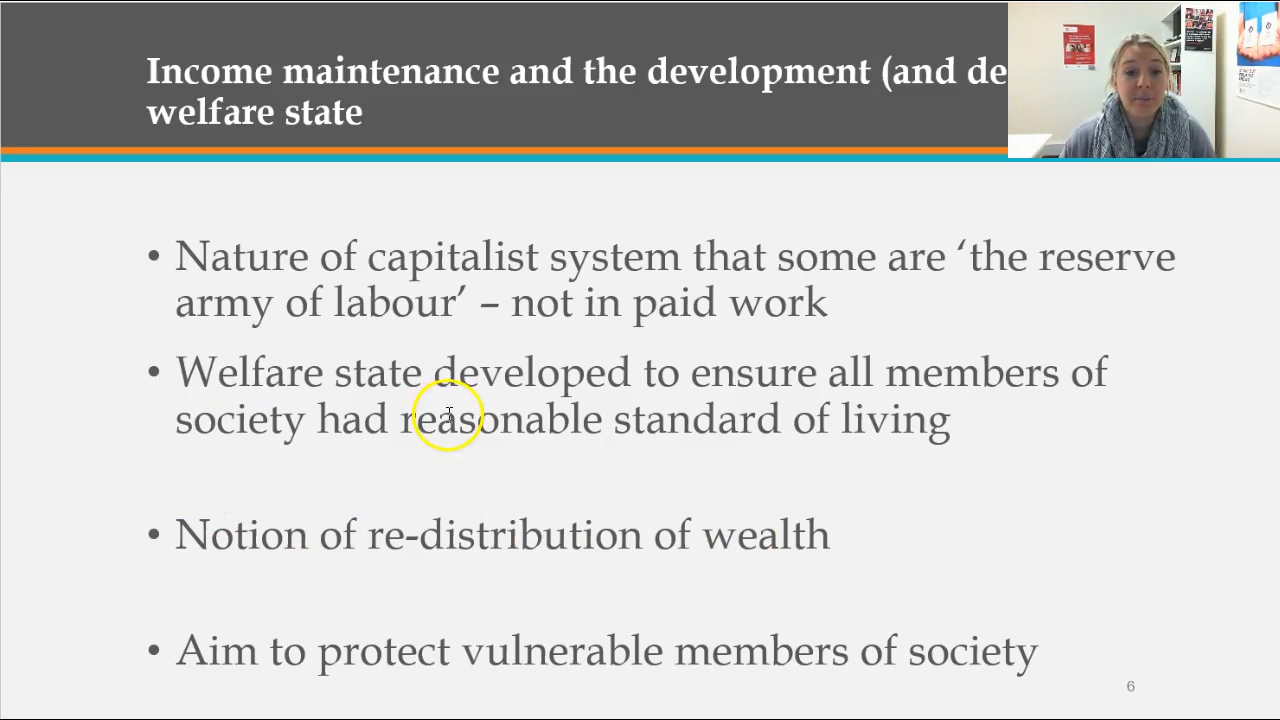 Income maintenance and the development (and de
welfare state
• Nature of capitalist system that some are ‘the reserve
army of labour’ – not in paid work
• Welfare state developed to ensure all members of
society had reasonable standard of living
• Notion of re-distribution of wealth
• Aim to protect vulnerable members of society
6